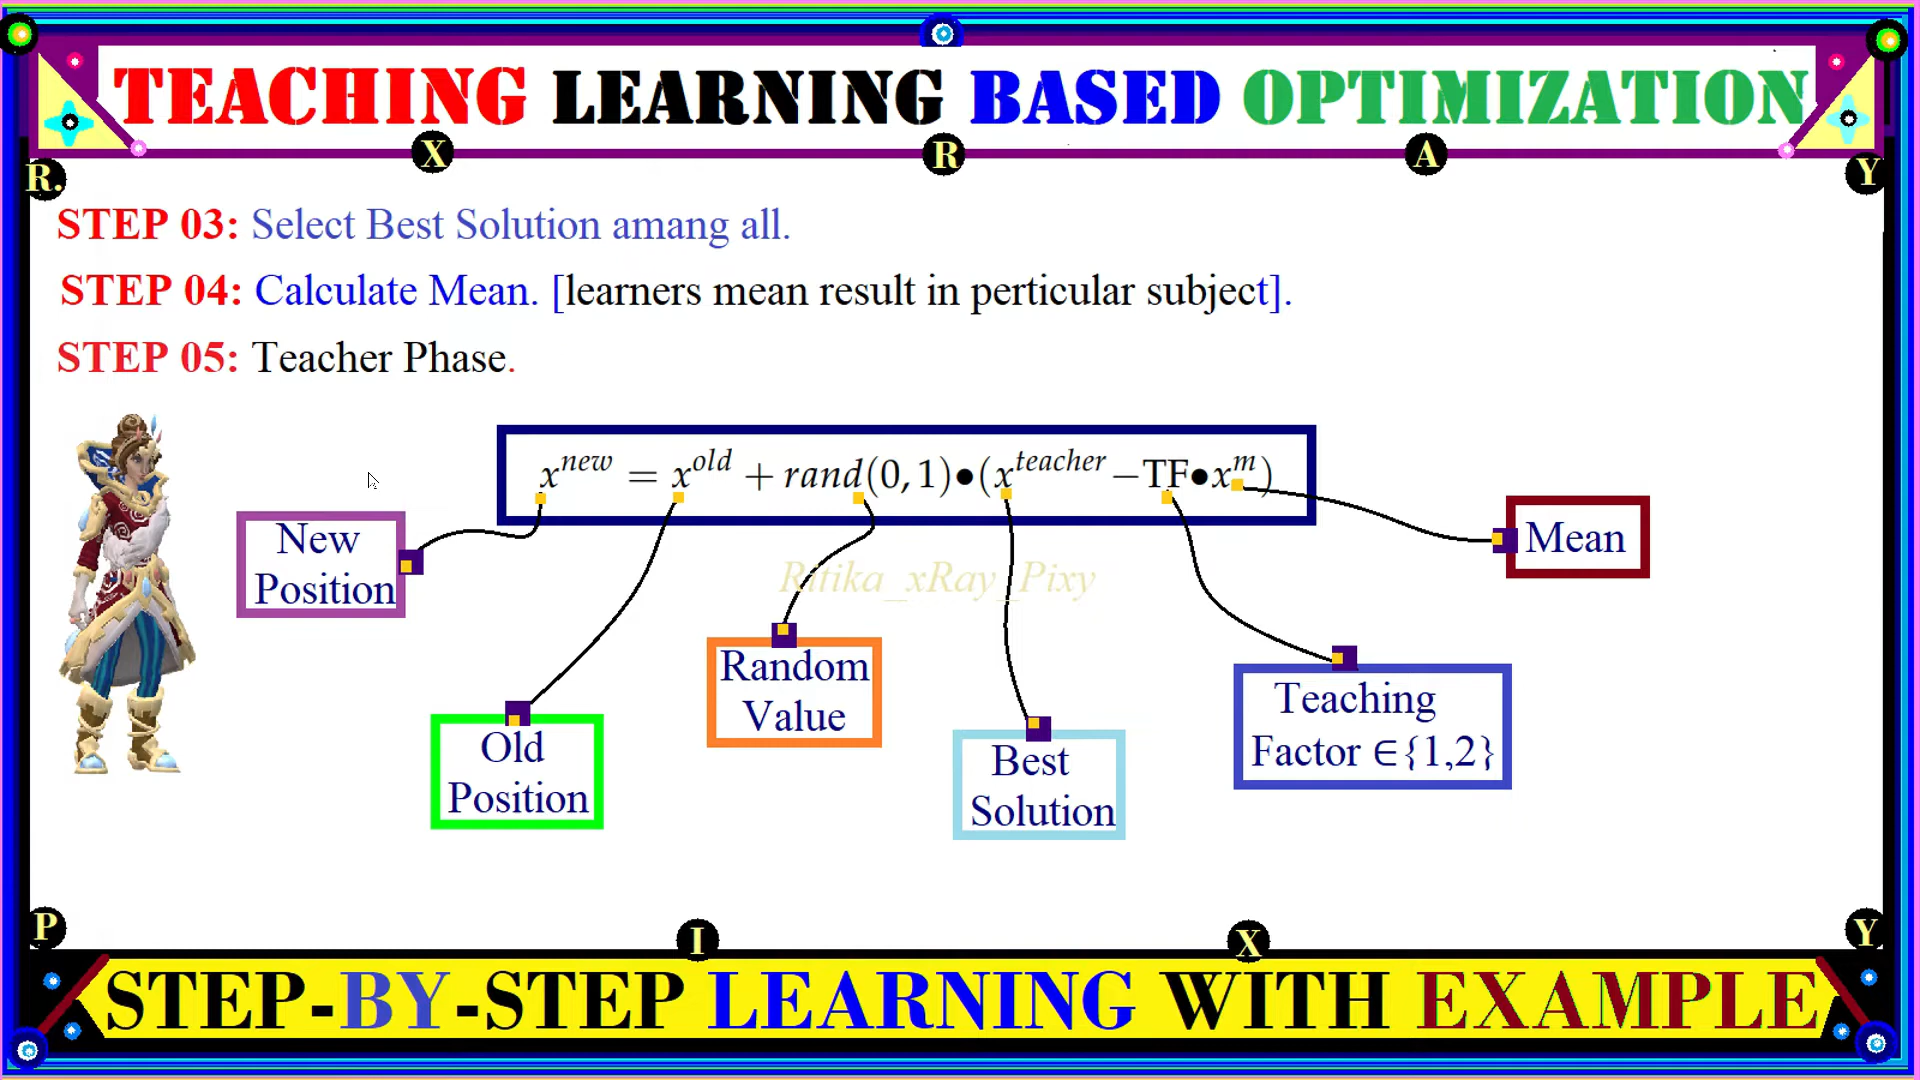 TEACHING LEARNING BASED OPTIMIZATION
R. X R A Y
STEP 03: Select Best Solution amang all.
STEP 04: Calculate Mean. [learners mean result in perticular subject].
STEP 05: Teacher Phase.
x^new = x^old + rand(0,1)•(x^teacher −TF•x^m)
New
Position
Mean
Ritika_xRay_Pixy
Random
Value
Old
Position
Best
Solution
Teaching
Factor ∈{1,2}
P I X Y
STEP-BY-STEP LEARNING WITH EXAMPLE